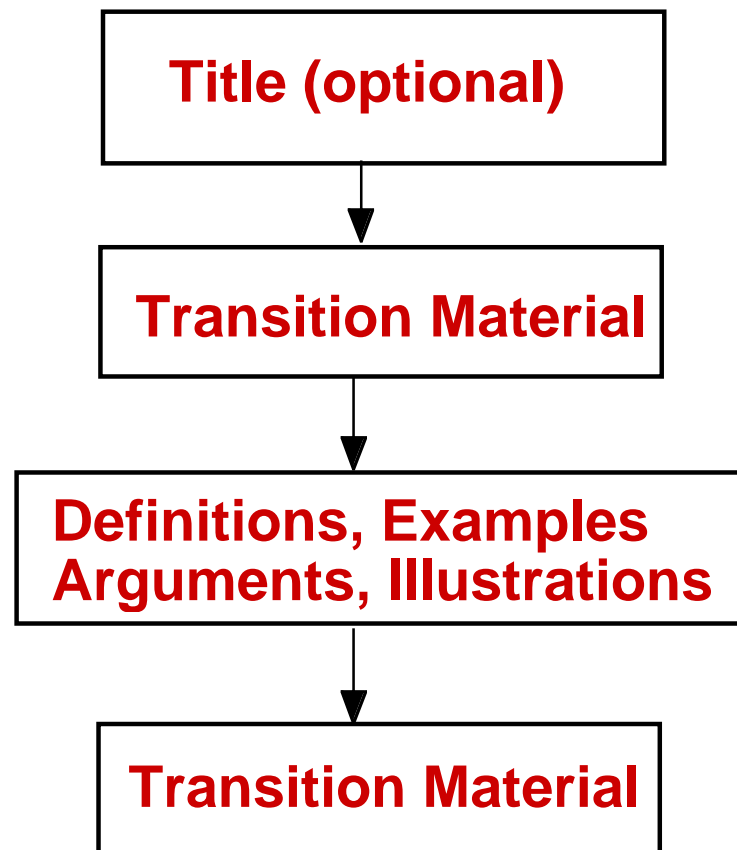 Title (optional)
Transition Material
Definitions, Examples
Arguments, Illustrations
Transition Material